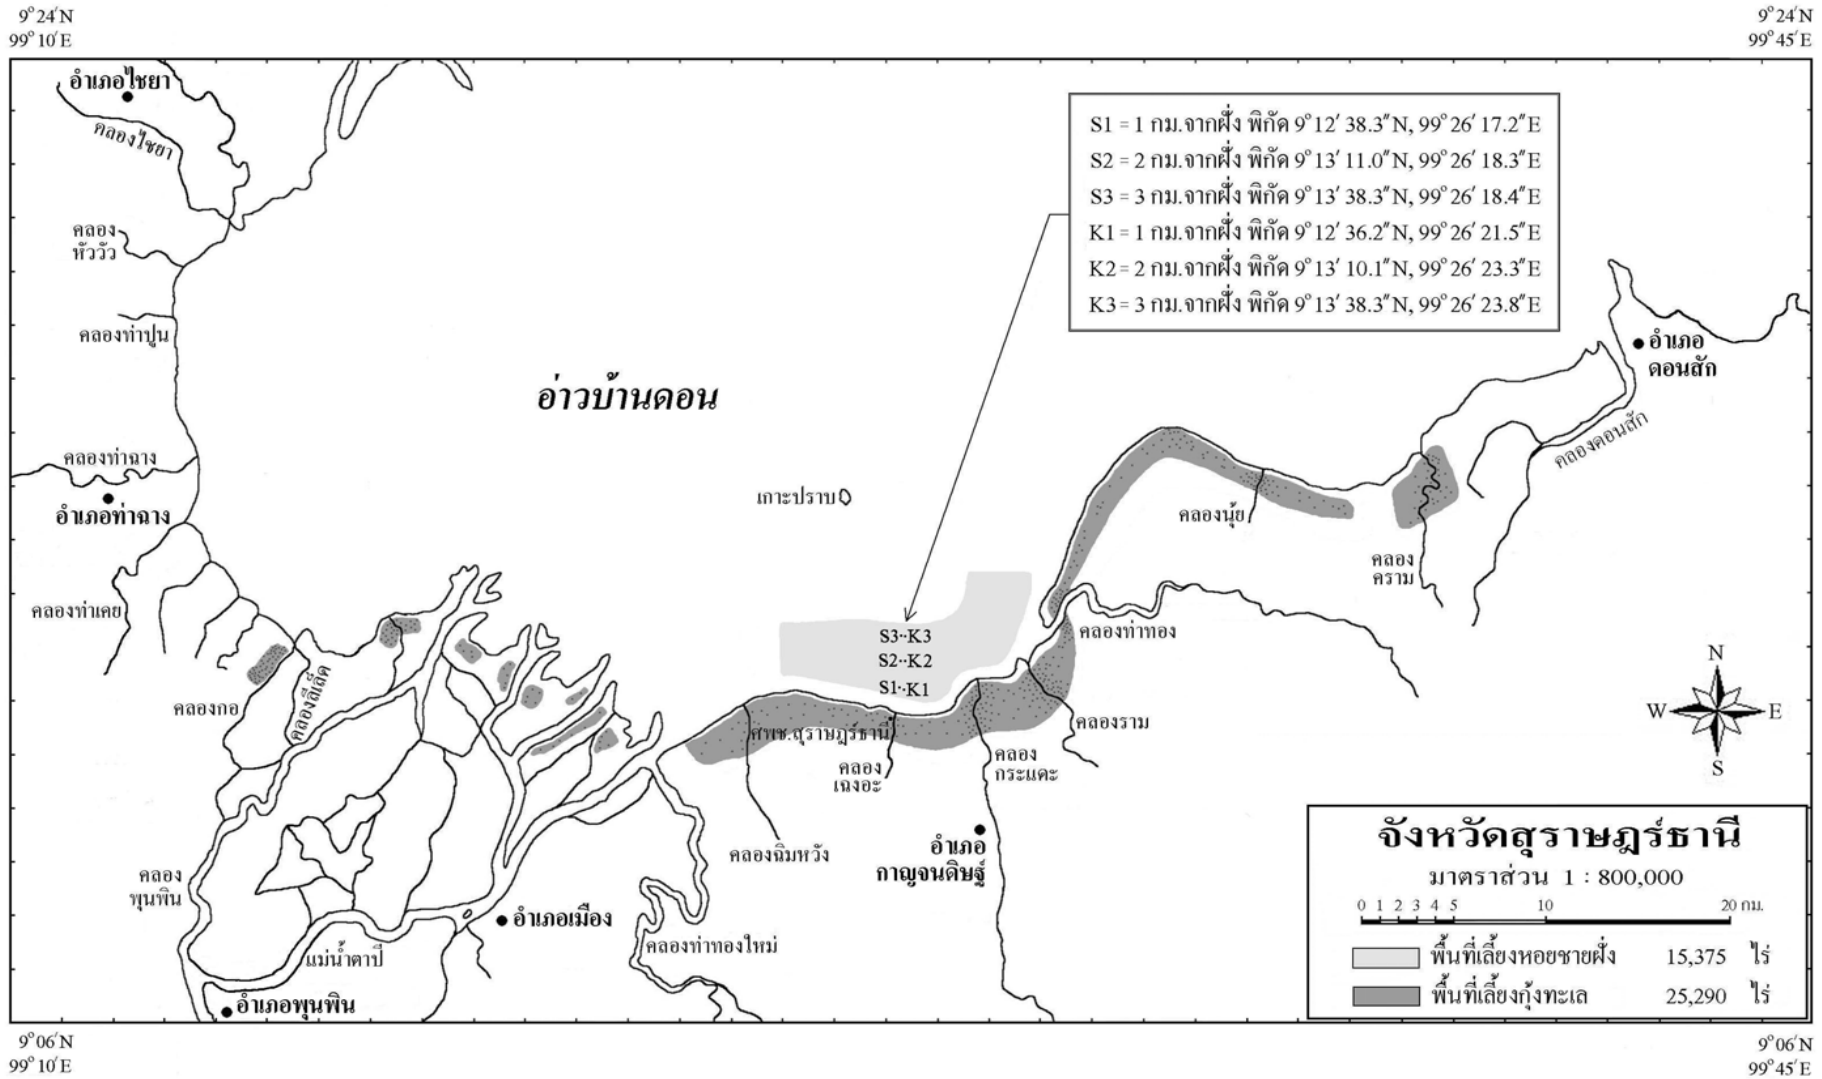 9°24′N
99°10′E
9°24′N
99°45′E
อำเภอไชยา
คลองไชยา
คลอง
หัววัว
คลองท่าปูน
คลองท่าฉาง
อำเภอท่าฉาง
คลองท่าเคย
คลองกอ
คลองลีเล็ด
คลอง
พุนพิน
แม่น้ำตาปี
อำเภอพุนพิน
อำเภอเมือง
คลองท่าทองใหม่
อ่าวบ้านดอน
เกาะปราบ
S1 = 1 กม.จากฝั่ง พิกัด 9°12′ 38.3″N, 99°26′ 17.2″E
S2 = 2 กม.จากฝั่ง พิกัด 9°13′ 11.0″N, 99°26′ 18.3″E
S3 = 3 กม.จากฝั่ง พิกัด 9°13′ 38.3″N, 99°26′ 18.4″E
K1 = 1 กม.จากฝั่ง พิกัด 9°12′ 36.2″N, 99°26′ 21.5″E
K2 = 2 กม.จากฝั่ง พิกัด 9°13′ 10.1″N, 99°26′ 23.3″E
K3 = 3 กม.จากฝั่ง พิกัด 9°13′ 38.3″N, 99°26′ 23.8″E
S3··K3
S2··K2
S1··K1
ศพช.สุราษฎร์ธานี
คลอง
เฉงอะ
คลองฉิมหวัง
อำเภอ
กาญจนดิษฐ์
คลอง
กระแดะ
คลองราม
คลองท่าทอง
คลองนุ้ย
คลอง
คราม
คลองดอนสัก
อำเภอ
ดอนสัก
N
W
E
S
จังหวัดสุราษฎร์ธานี
มาตราส่วน 1 : 800,000
0 1 2 3 4 5 10 20 กม.
พื้นที่เลี้ยงหอยชายฝั่ง 15,375 ไร่
พื้นที่เลี้ยงกุ้งทะเล 25,290 ไร่
9°06′N
99°10′E
9°06′N
99°45′E